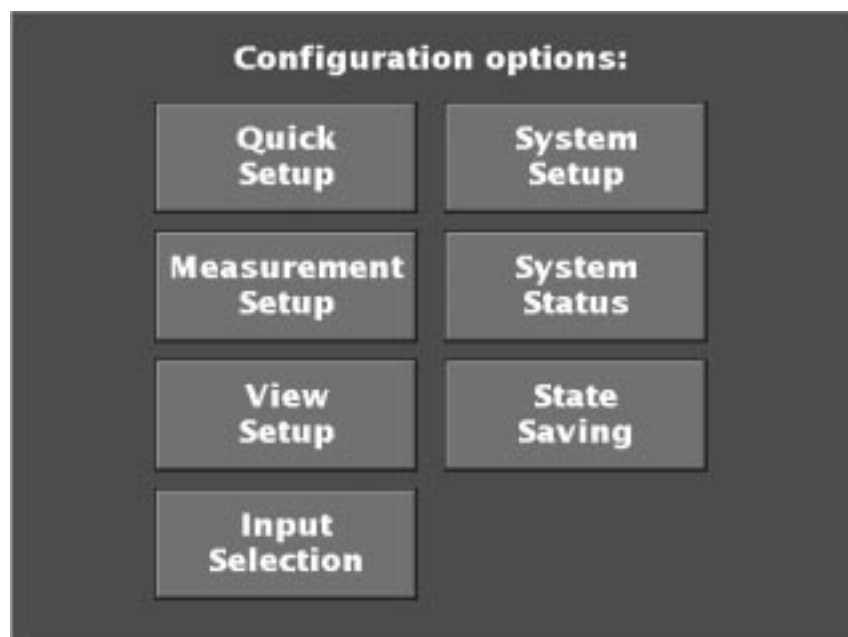 Configuration options:
Quick
Setup
System
Setup
Measurement
Setup
System
Status
View
Setup
State
Saving
Input
Selection